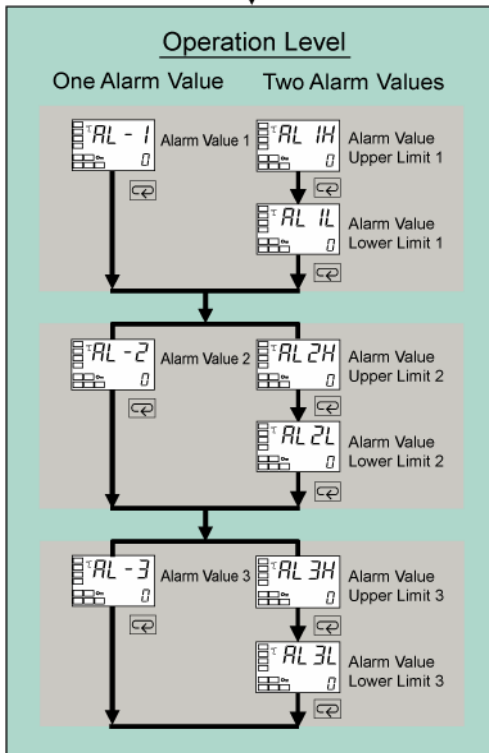 Operation Level
One Alarm Value Two Alarm Values
AL-1
0
Alarm Value 1
AL 1H
0
Alarm Value
Upper Limit 1
AL 1L
0
Alarm Value
Lower Limit 1
AL-2
0
Alarm Value 2
AL 2H
0
Alarm Value
Upper Limit 2
AL 2L
0
Alarm Value
Lower Limit 2
AL-3
0
Alarm Value 3
AL 3H
0
Alarm Value
Upper Limit 3
AL 3L
0
Alarm Value
Lower Limit 3